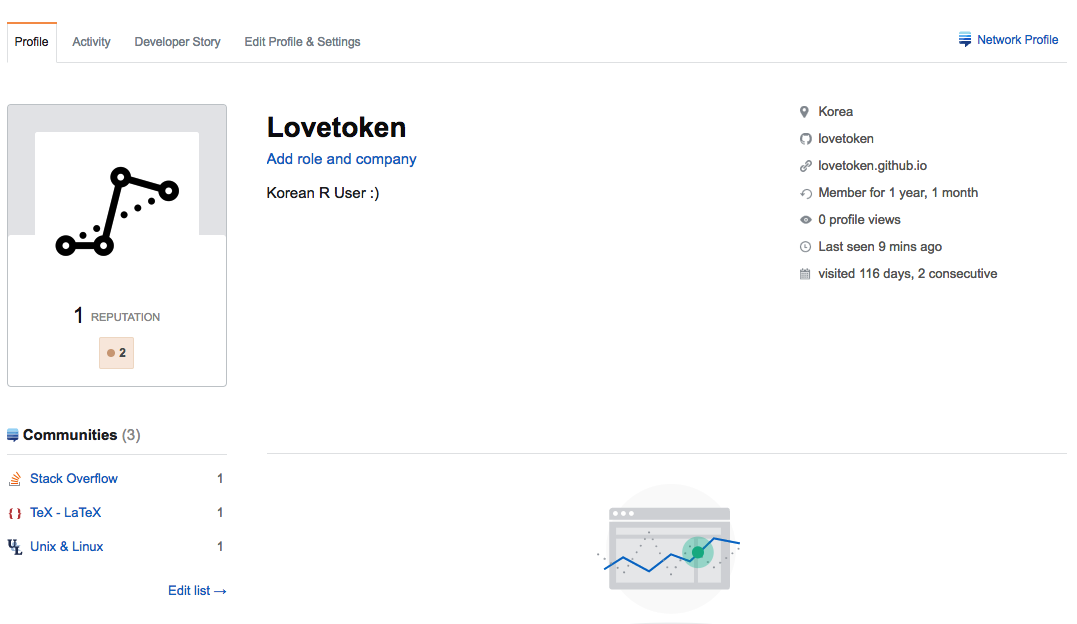 Profile Activity Developer Story Edit Profile & Settings Network Profile
Lovetoken
Add role and company
Korean R User :)
Korea
lovetoken
lovetoken.github.io
Member for 1 year, 1 month
0 profile views
Last seen 9 mins ago
visited 116 days, 2 consecutive
1 REPUTATION
2
Communities (3)
Stack Overflow 1
TeX - LaTeX 1
Unix & Linux 1
Edit list →